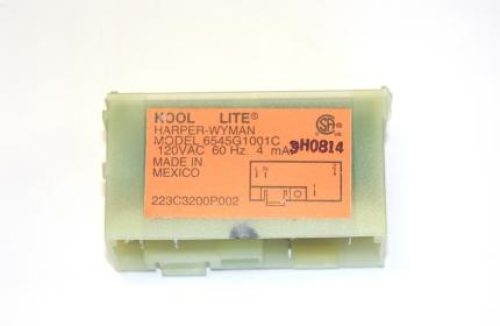 KOOL LITE®
HARPER-WYMAN
MODEL 6545G1001C
120VAC 60 Hz. 4 mA
9H0814
MADE IN
MEXICO
223C3200P002